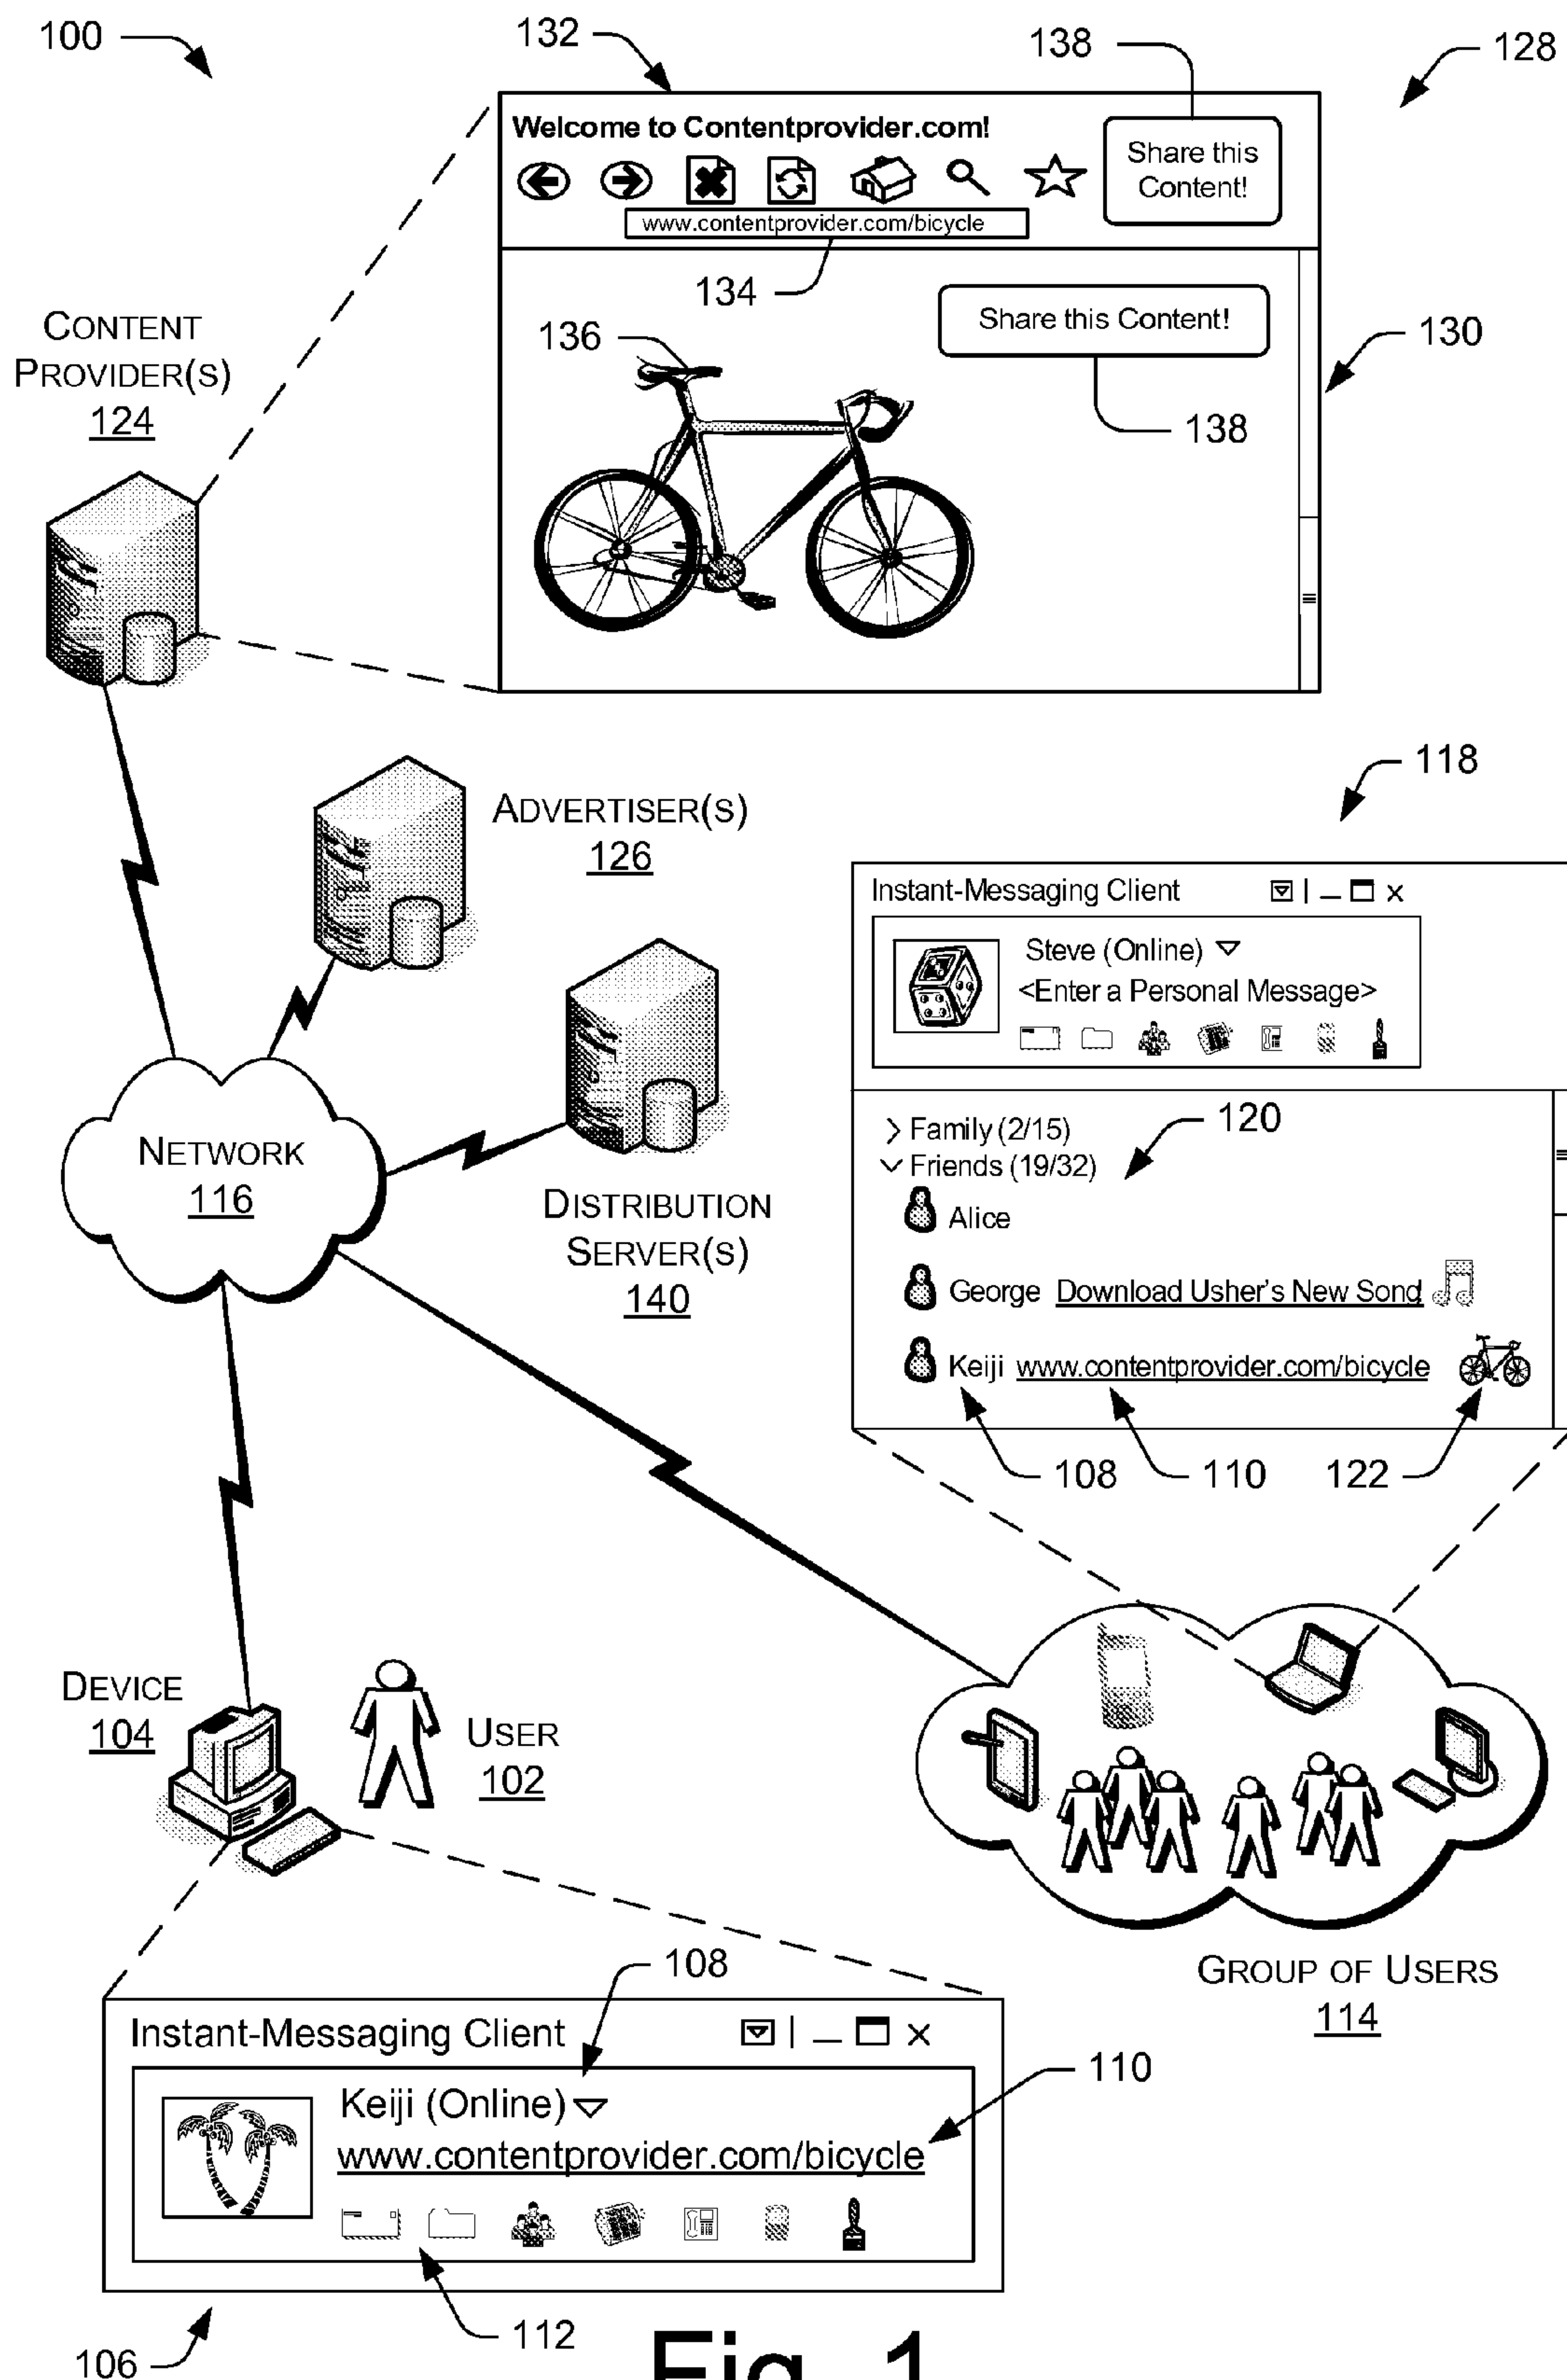 100
132
138
128
Welcome to Contentprovider.com!
Share this
Content!
www.contentprovider.com/bicycle
134
Share this Content!
136
130
138
CONTENT
PROVIDER(S)
124
ADVERTISER(S)
126
118
Instant-Messaging Client
Steve (Online)
<Enter a Personal Message>
NETWORK
116
DISTRIBUTION
SERVER(S)
140
> Family (2/15)
Friends (19/32)
120
Alice
George Download Usher's New Song
Keiji www.contentprovider.com/bicycle
108
110
122
DEVICE
104
USER
102
GROUP OF USERS
114
108
Instant-Messaging Client
110
Keiji (Online)
www.contentprovider.com/bicycle
112
106
Fig. 1